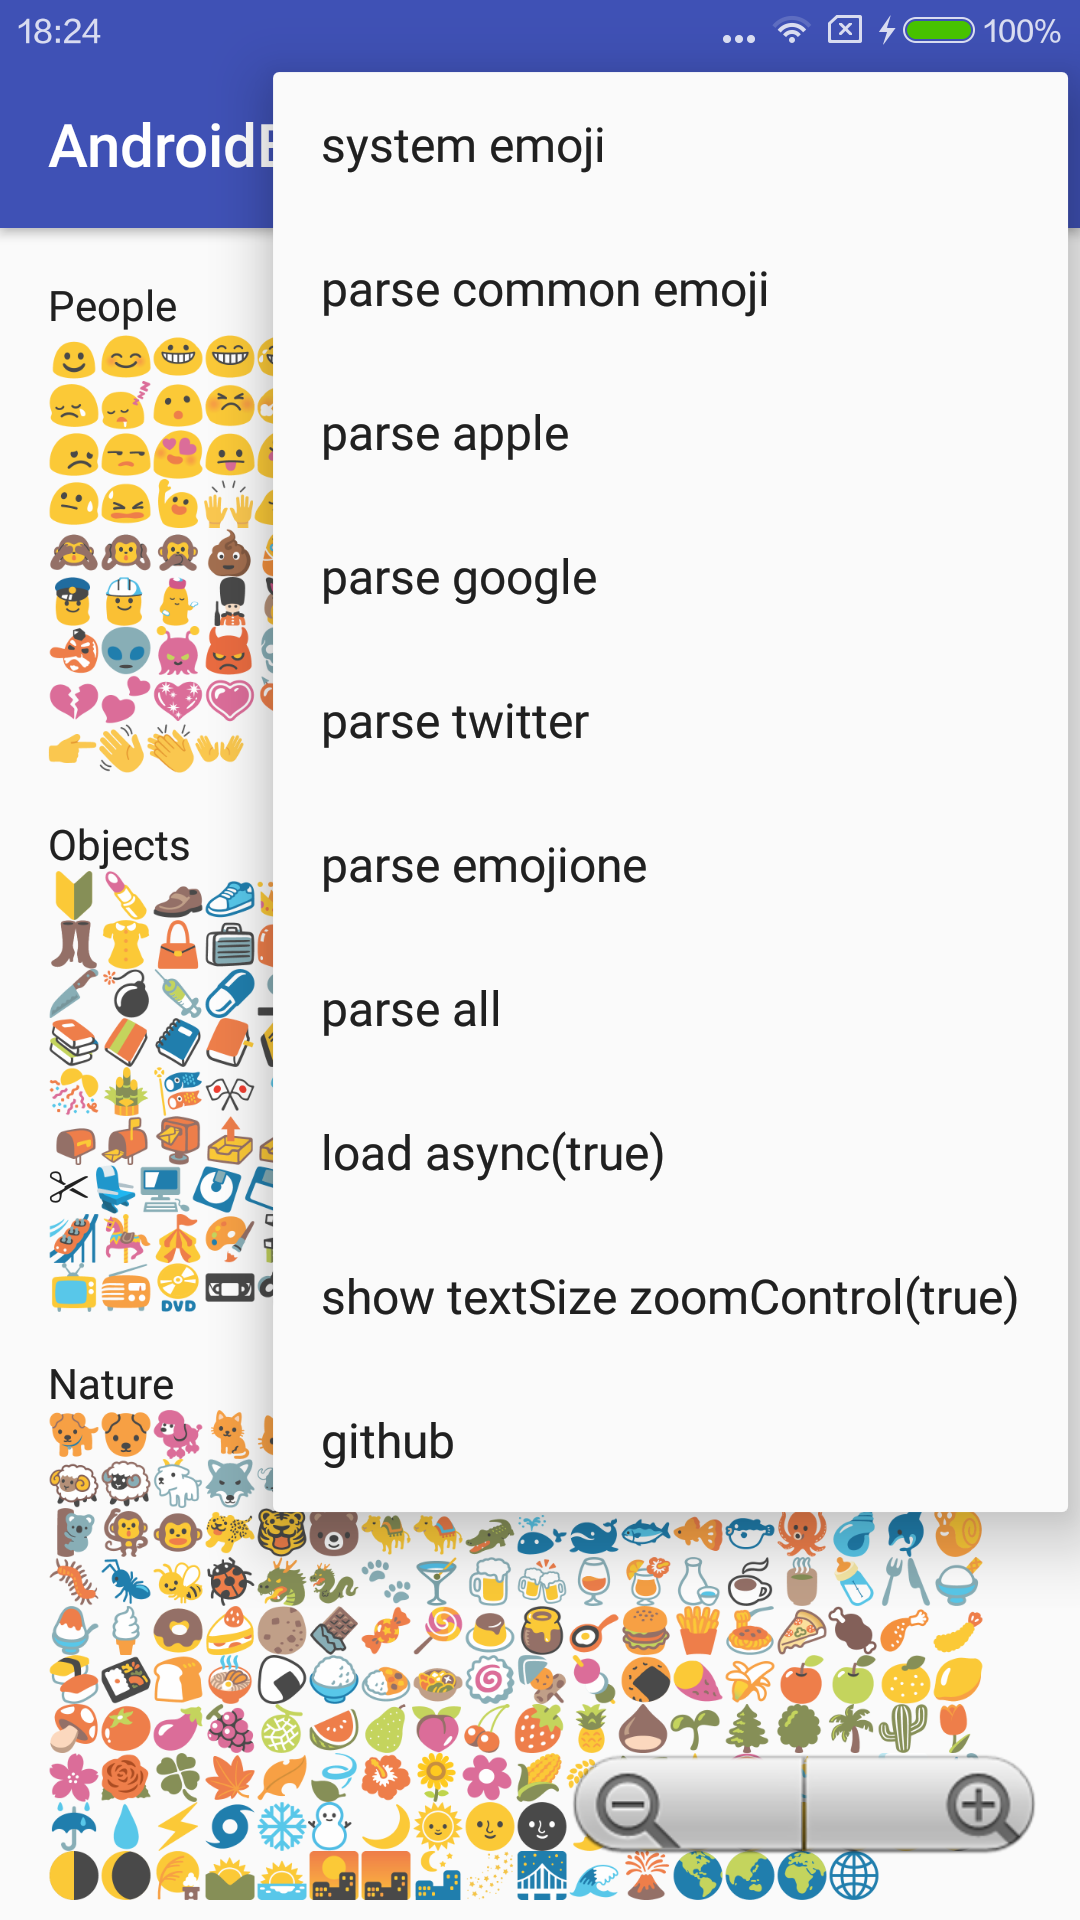 18:24
100%
AndroidE
system emoji
parse common emoji
parse apple
parse google
parse twitter
parse emojione
parse all
load async(true)
show textSize zoomControl(true)
github
People
Objects
DVD
Nature